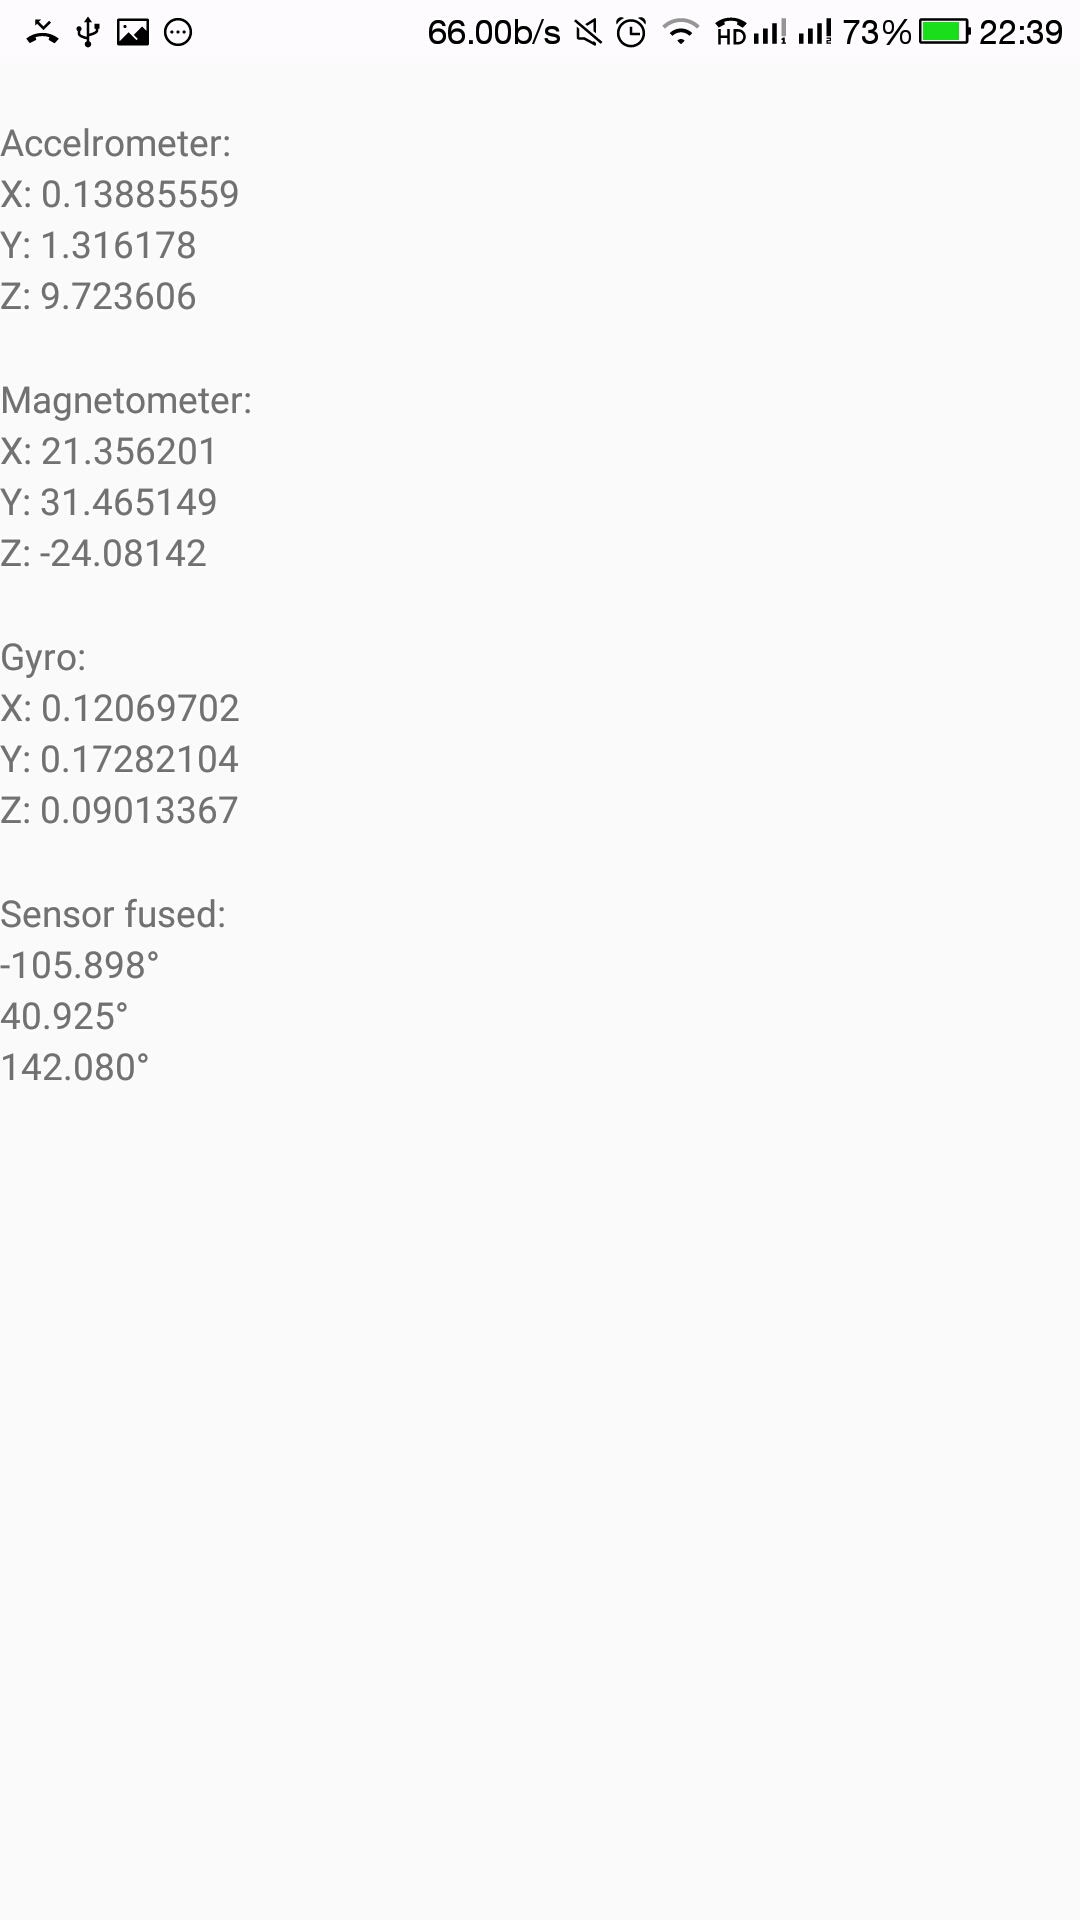 66.00b/s HD 73% 22:39
Accelrometer:
X: 0.13885559
Y: 1.316178
Z: 9.723606
Magnetometer:
X: 21.356201
Y: 31.465149
Z: -24.08142
Gyro:
X: 0.12069702
Y: 0.17282104
Z: 0.09013367
Sensor fused:
-105.898°
40.925°
142.080°